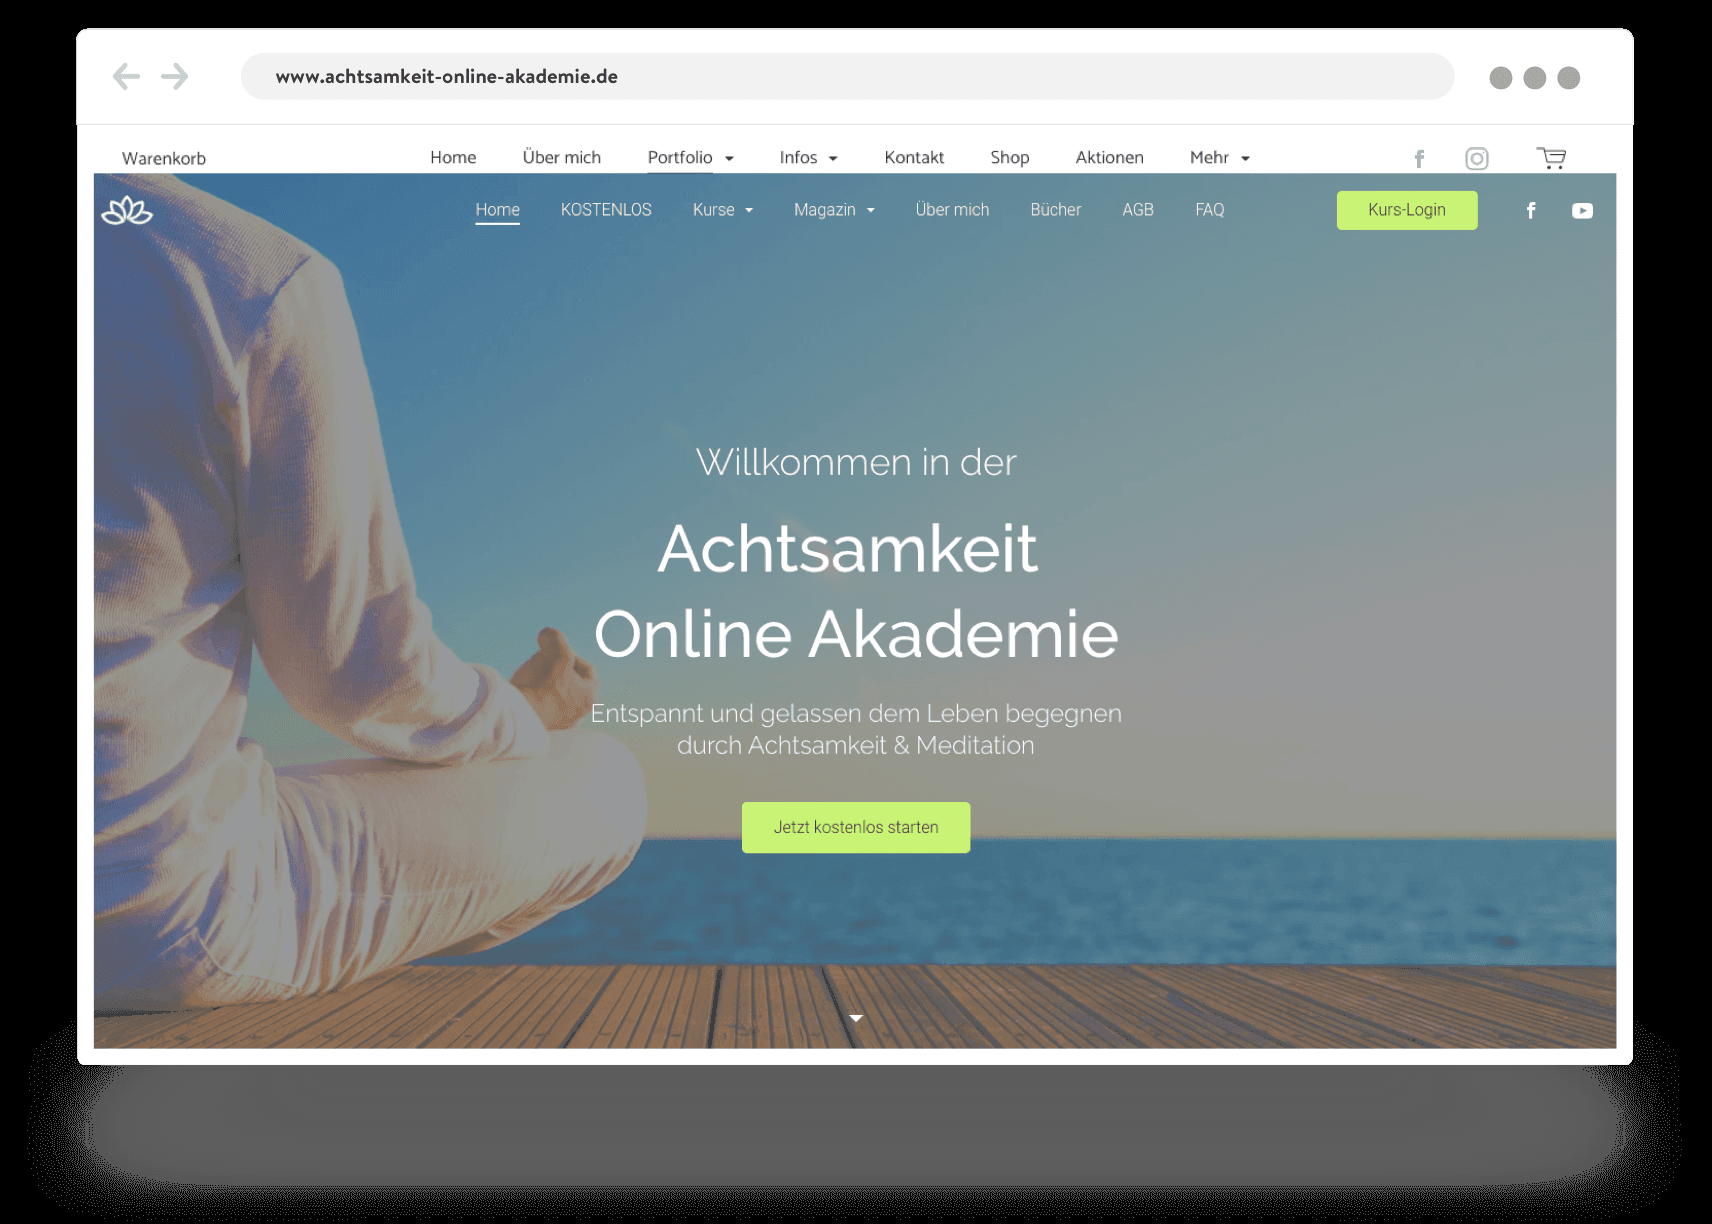 www.achtsamkeit-online-akademie.de
Warenkorb Home Über mich Portfolio Infos Kontakt Shop Aktionen Mehr
Home KOSTENLOS Kurse Magazin Über mich Bücher AGB FAQ Kurs-Login
Willkommen in der
Achtsamkeit
Online Akademie
Entspannt und gelassen dem Leben begegnen
durch Achtsamkeit & Meditation
Jetzt kostenlos starten